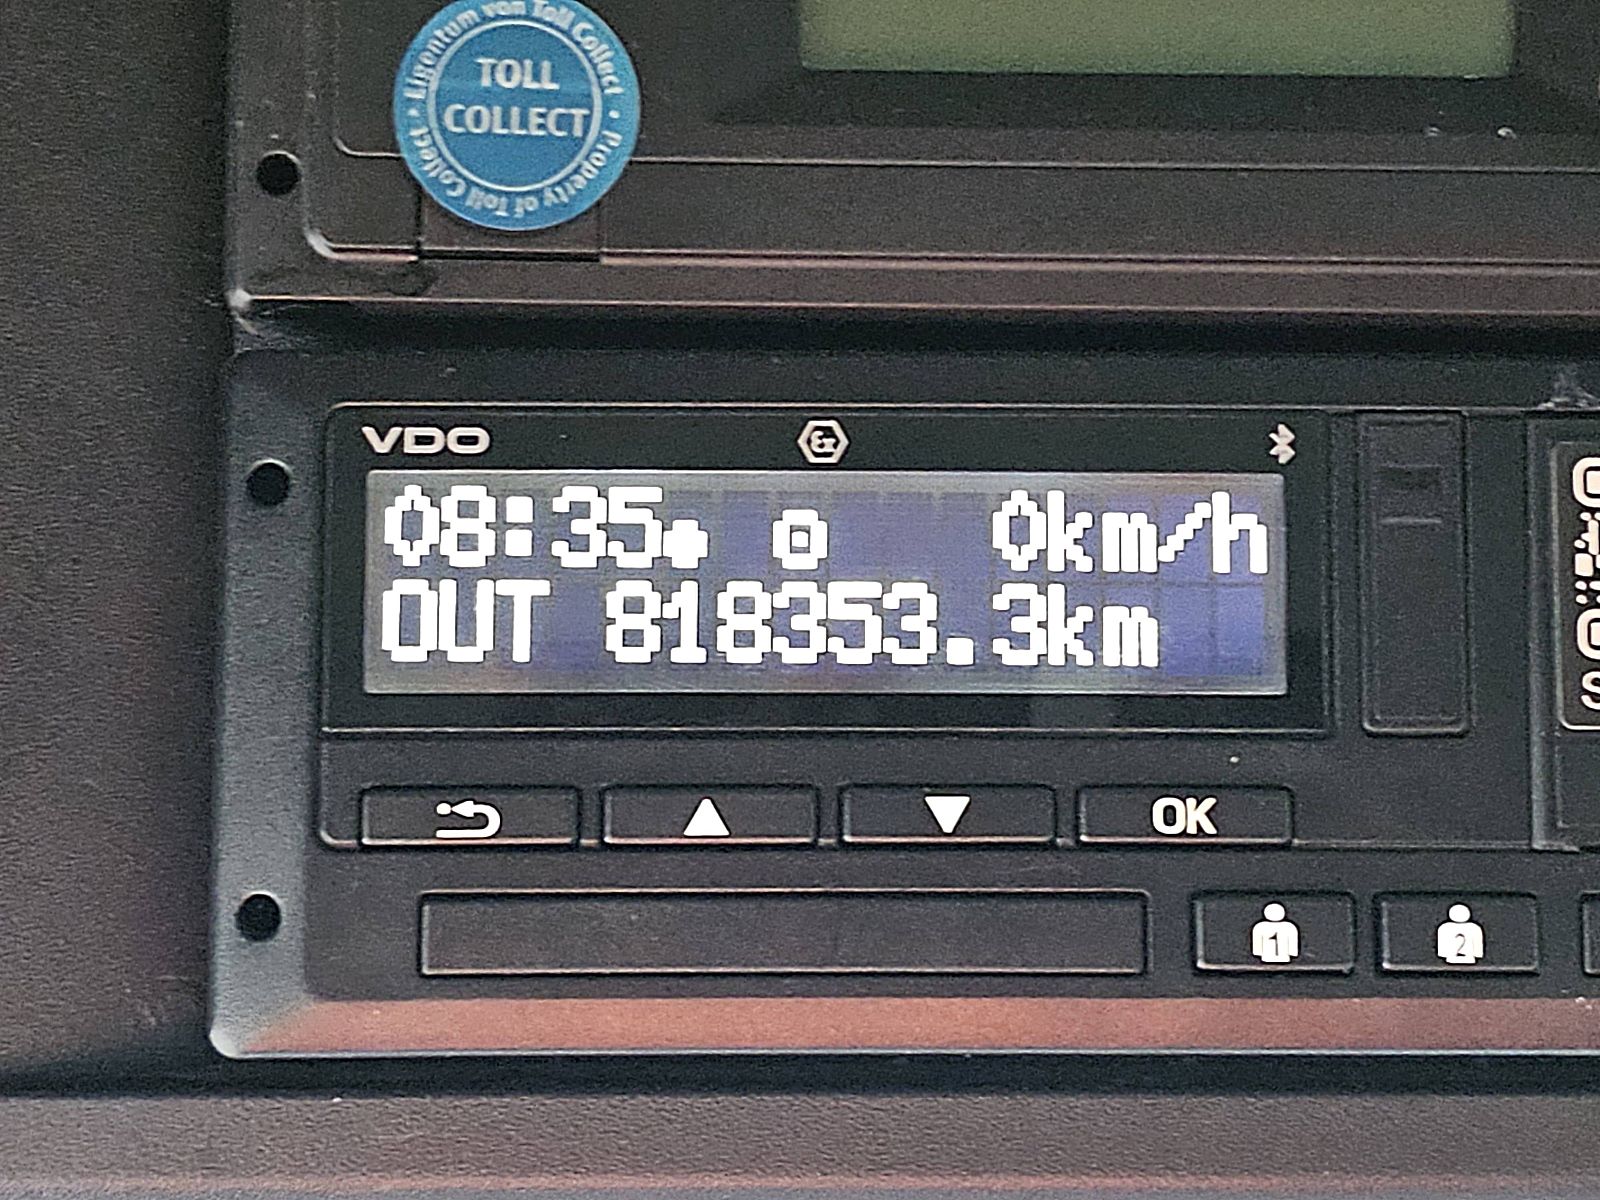 Eigentum von Toll Collect
TOLL
COLLECT
Property of Toll Collect
VDO
Ex
08:35 0km/h
OUT 818353.3km
OK
1 2